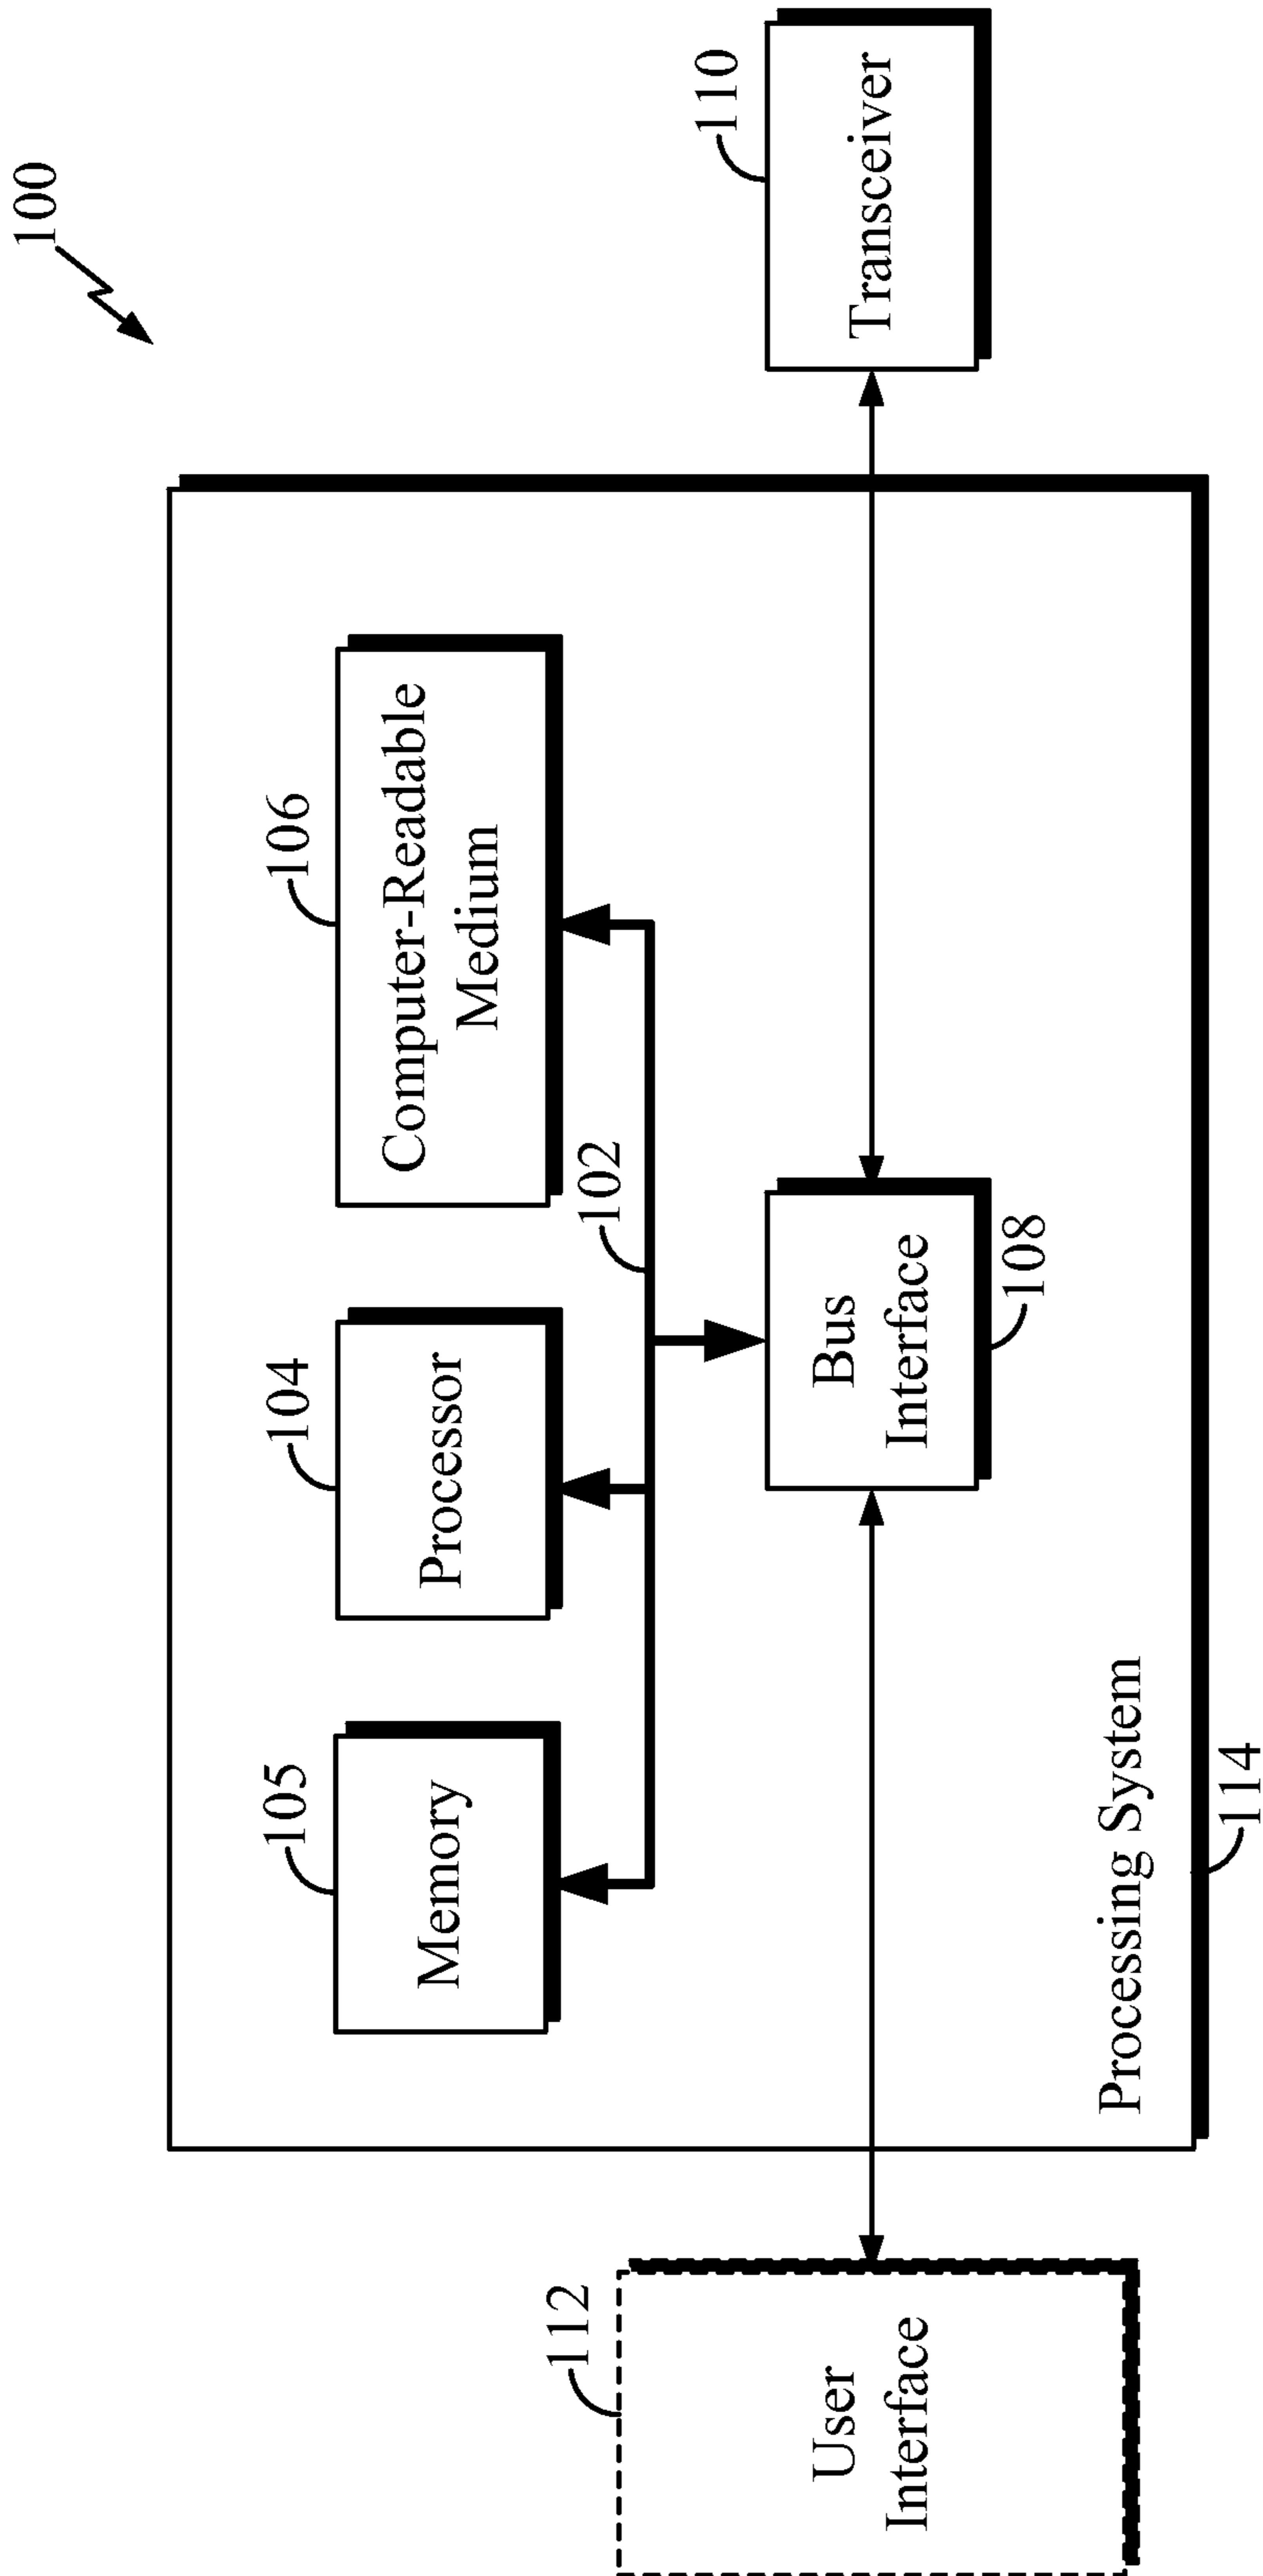 100
105
Memory
104
Processor
106
Computer-Readable
Medium
102
112
User
Interface
Bus
Interface
108
110
Transceiver
Processing System
114